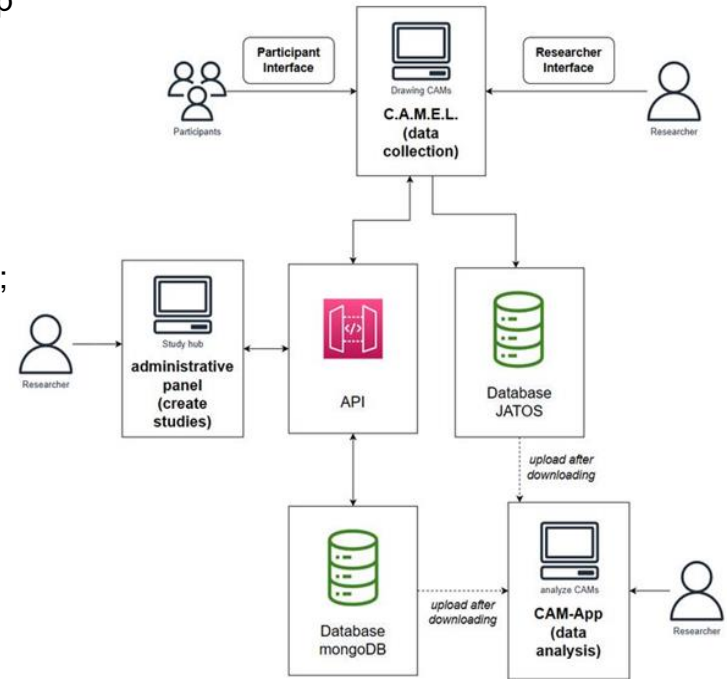 p
Participant
Interface
Researcher
Interface
Drawing CAMs
C.A.M.E.L.
(data
collection)
Participants
Researcher
;
Study hub
administrative
panel
(create
studies)
Researcher
</>
API
Database
JATOS
upload after
downloading
Database
mongoDB
upload after
downloading
analyze CAMs
CAM-App
(data
analysis)
Researcher